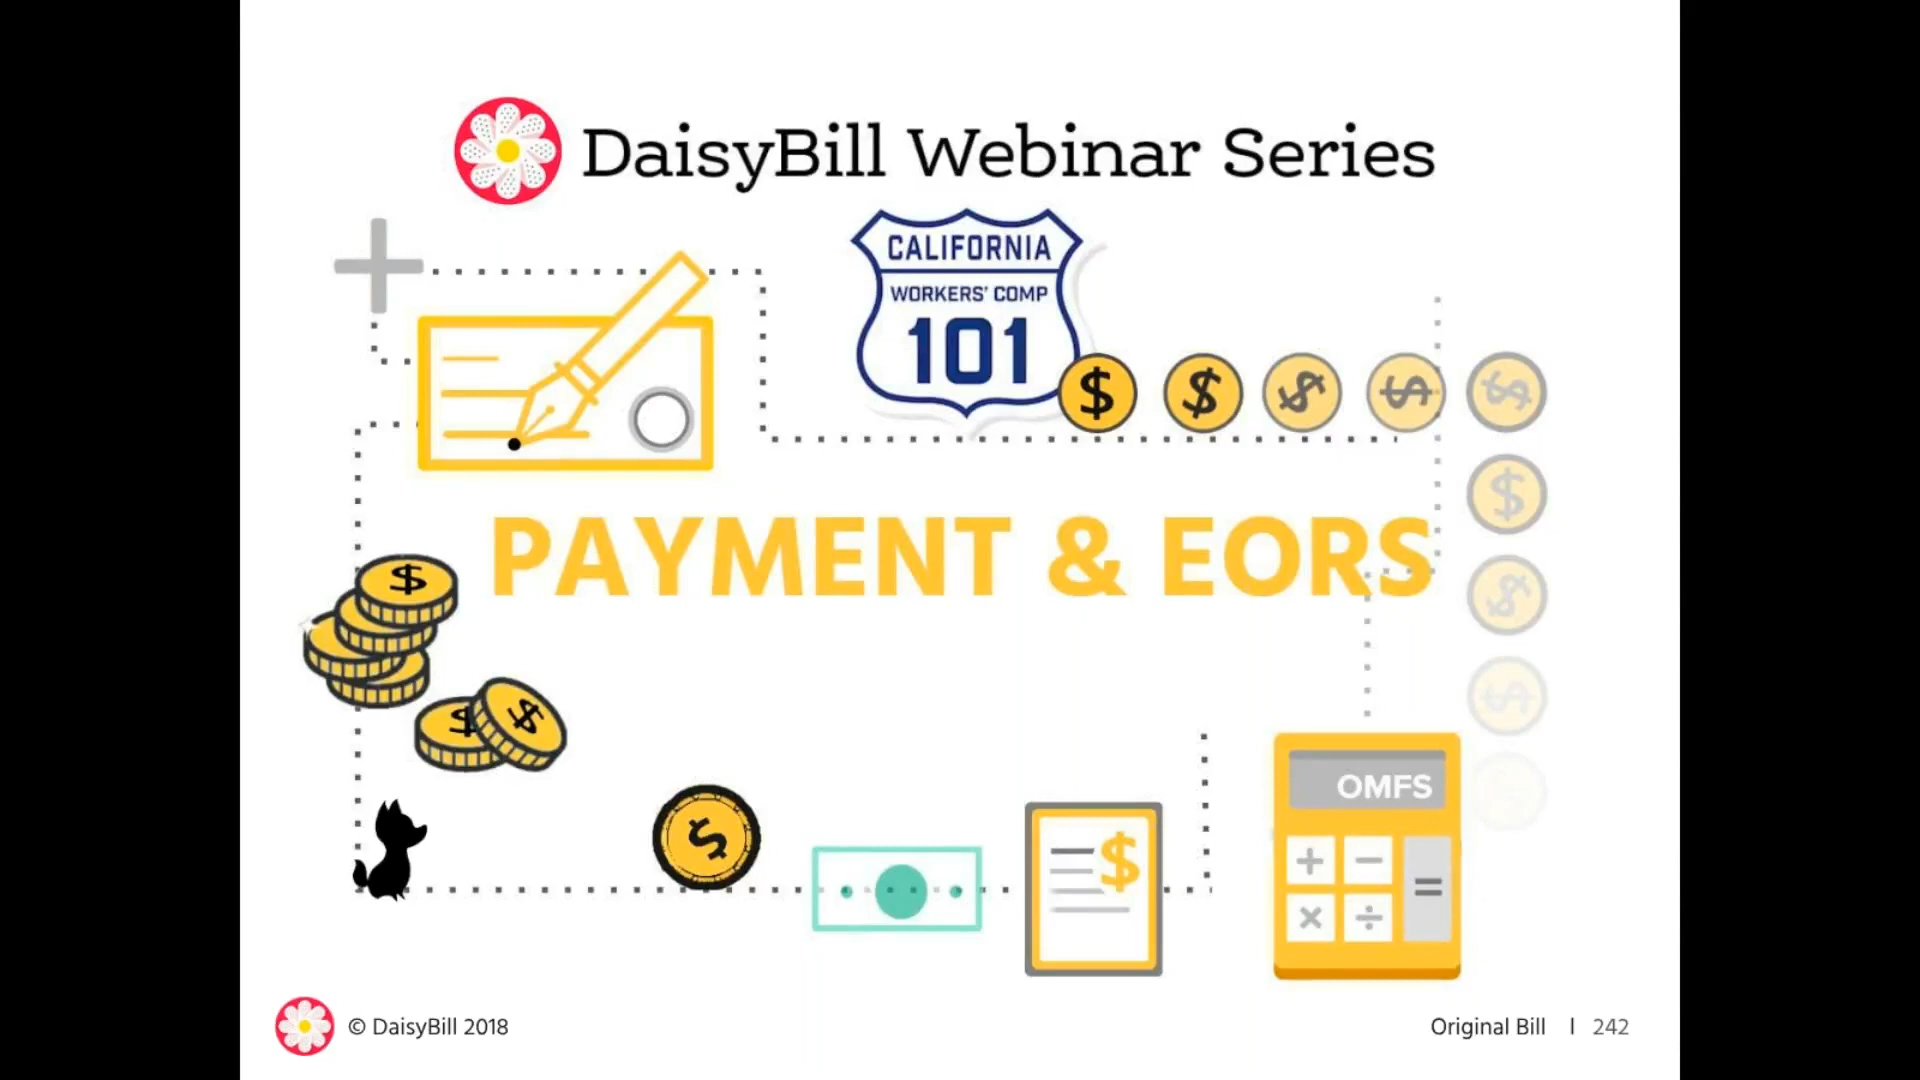 DaisyBill Webinar Series
CALIFORNIA
WORKERS' COMP
101
$ $ $ $ $
$
$
$
$
PAYMENT & EORS
$
$ $
$
$
OMFS
+ −
× ÷ =
© DaisyBill 2018
Original Bill | 242